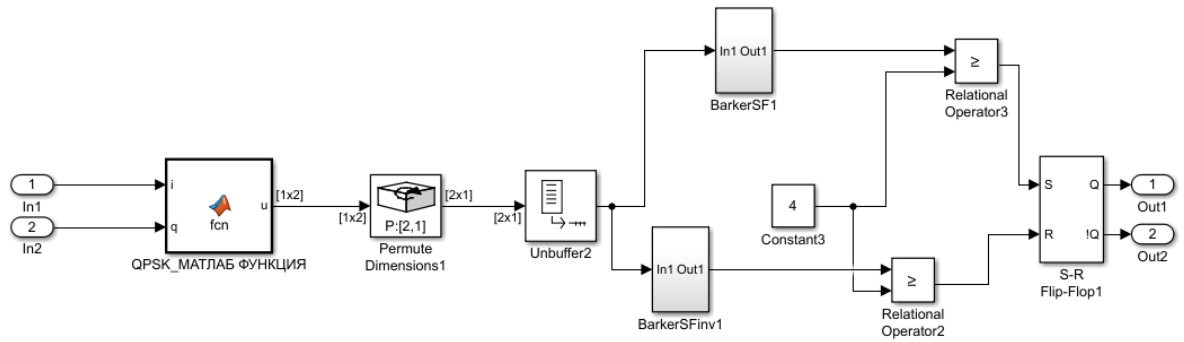 In1 Out1
BarkerSF1
≥
Relational
Operator3
1
In1
2
In2
i
q
fcn
u
QPSK_МАТЛАБ ФУНКЦИЯ
[1x2]
[1x2]
P:[2,1]
Permute
Dimensions1
[2x1]
[2x1]
Unbuffer2
4
Constant3
In1 Out1
BarkerSFinv1
≥
Relational
Operator2
S
Q
R
!Q
S-R
Flip-Flop1
1
Out1
2
Out2